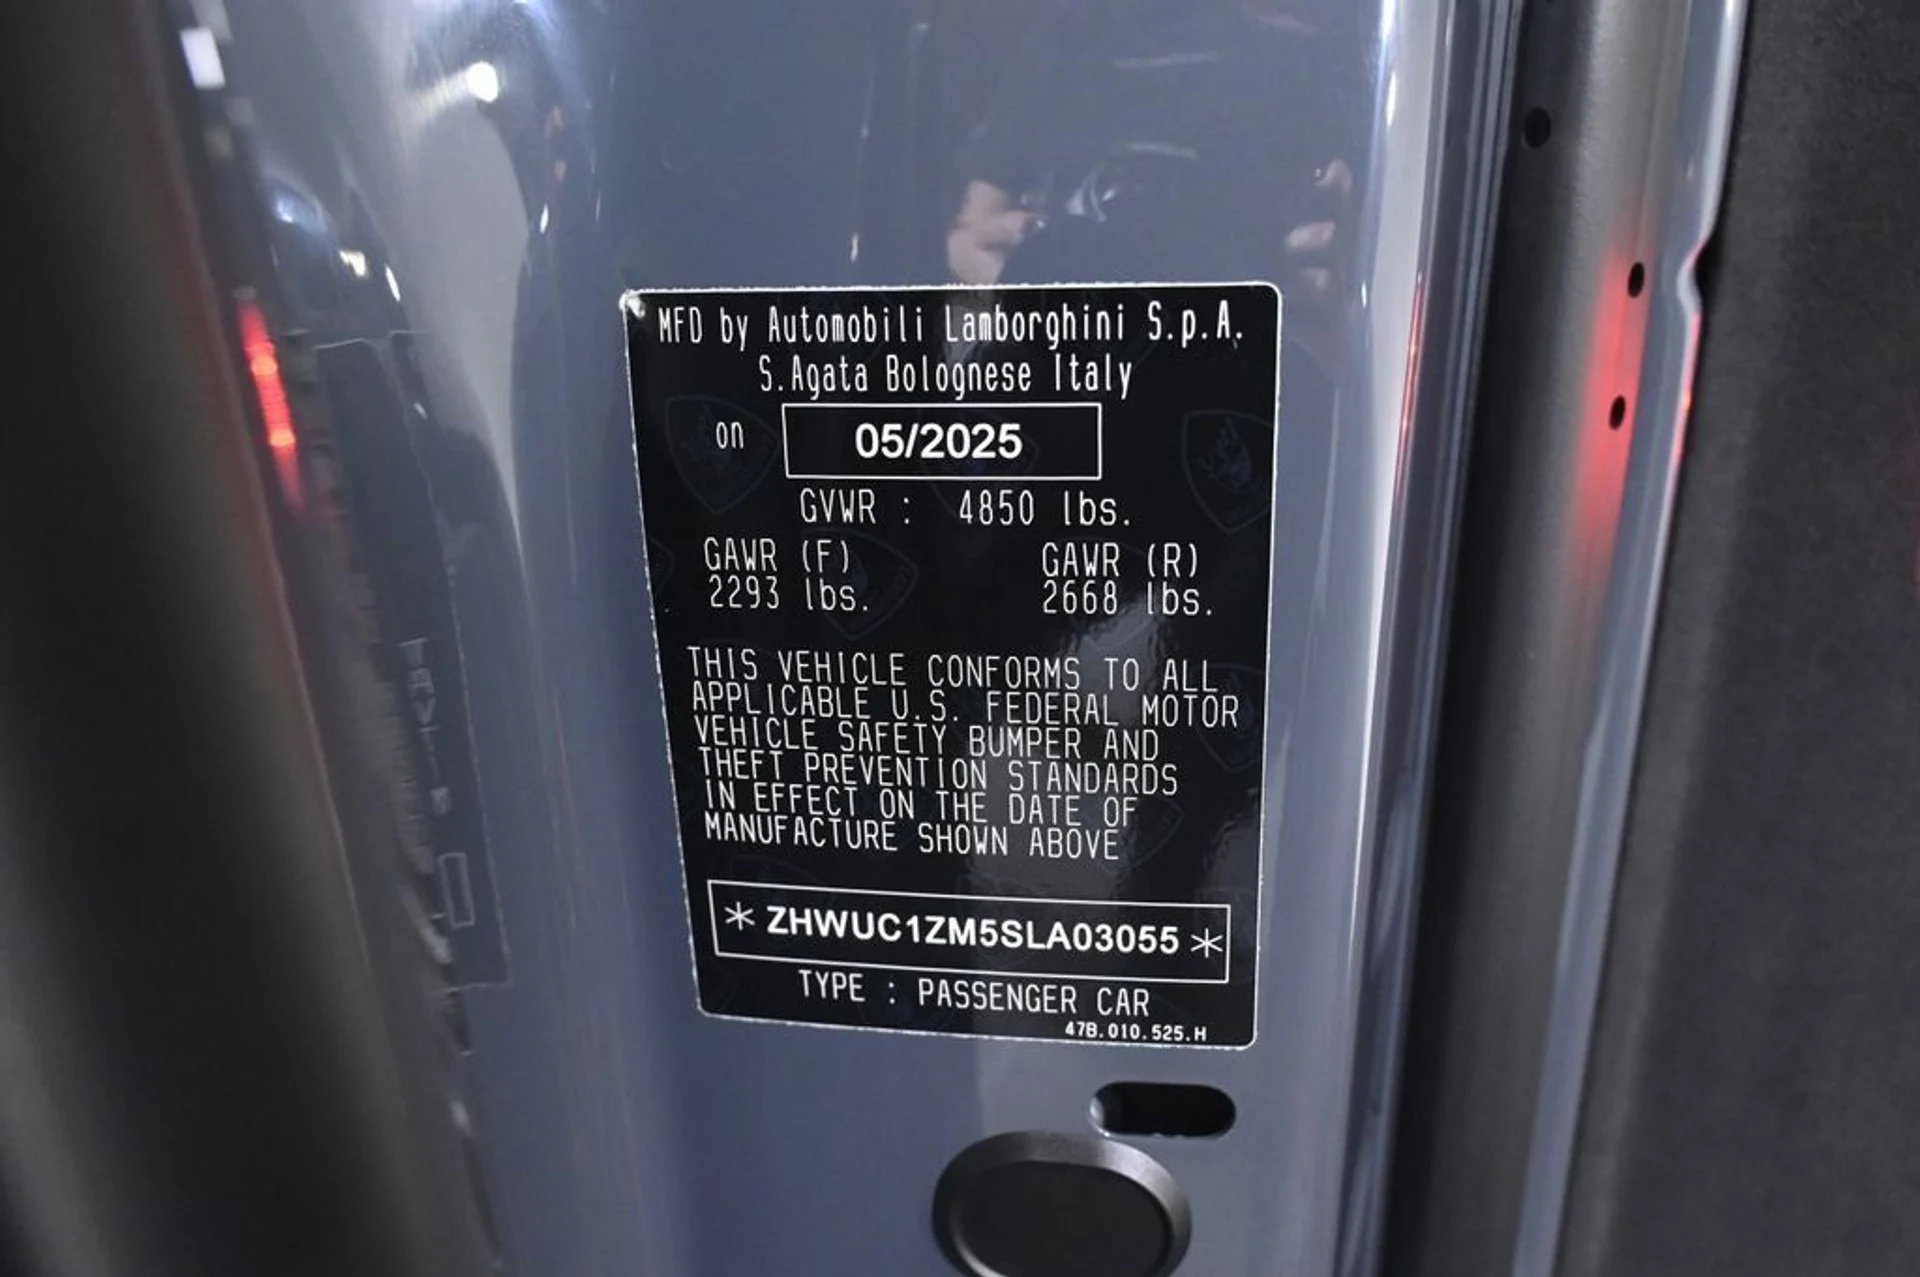 MFD by Automobili Lamborghini S.p.A.
S.Agata Bolognese Italy
on 05/2025
GVWR : 4850 lbs.
GAWR (F) GAWR (R)
2293 lbs. 2668 lbs.
THIS VEHICLE CONFORMS TO ALL
APPLICABLE U.S. FEDERAL MOTOR
VEHICLE SAFETY BUMPER AND
THEFT PREVENTION STANDARDS
IN EFFECT ON THE DATE OF
MANUFACTURE SHOWN ABOVE
* ZHWUC1ZM5SLA03055 *
TYPE : PASSENGER CAR
47B.010.525.H